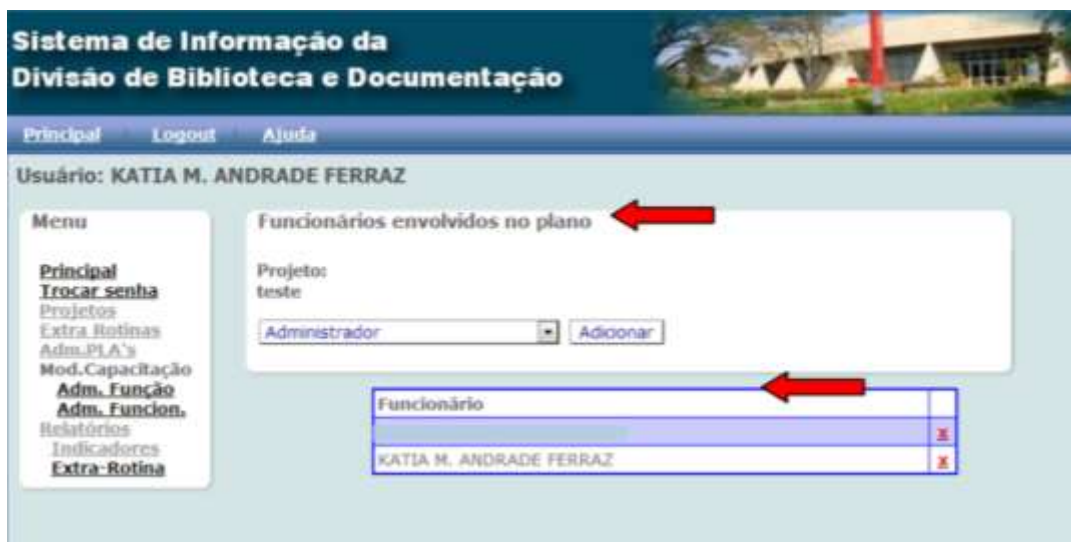 Sistema de Informação da
Divisão de Biblioteca e Documentação
Principal Logout Ajuda
Usuário: KATIA M. ANDRADE FERRAZ
Menu
Principal
Trocar senha
Projetos
Extra Rotinas
Adm.PLA's
Mod.Capacitação
Adm. Função
Adm. Funcion.
Relatórios
Indicadores
Extra-Rotina
Funcionários envolvidos no plano
Projeto:
teste
Administrador Adicionar
Funcionário
x
KATIA M. ANDRADE FERRAZ x